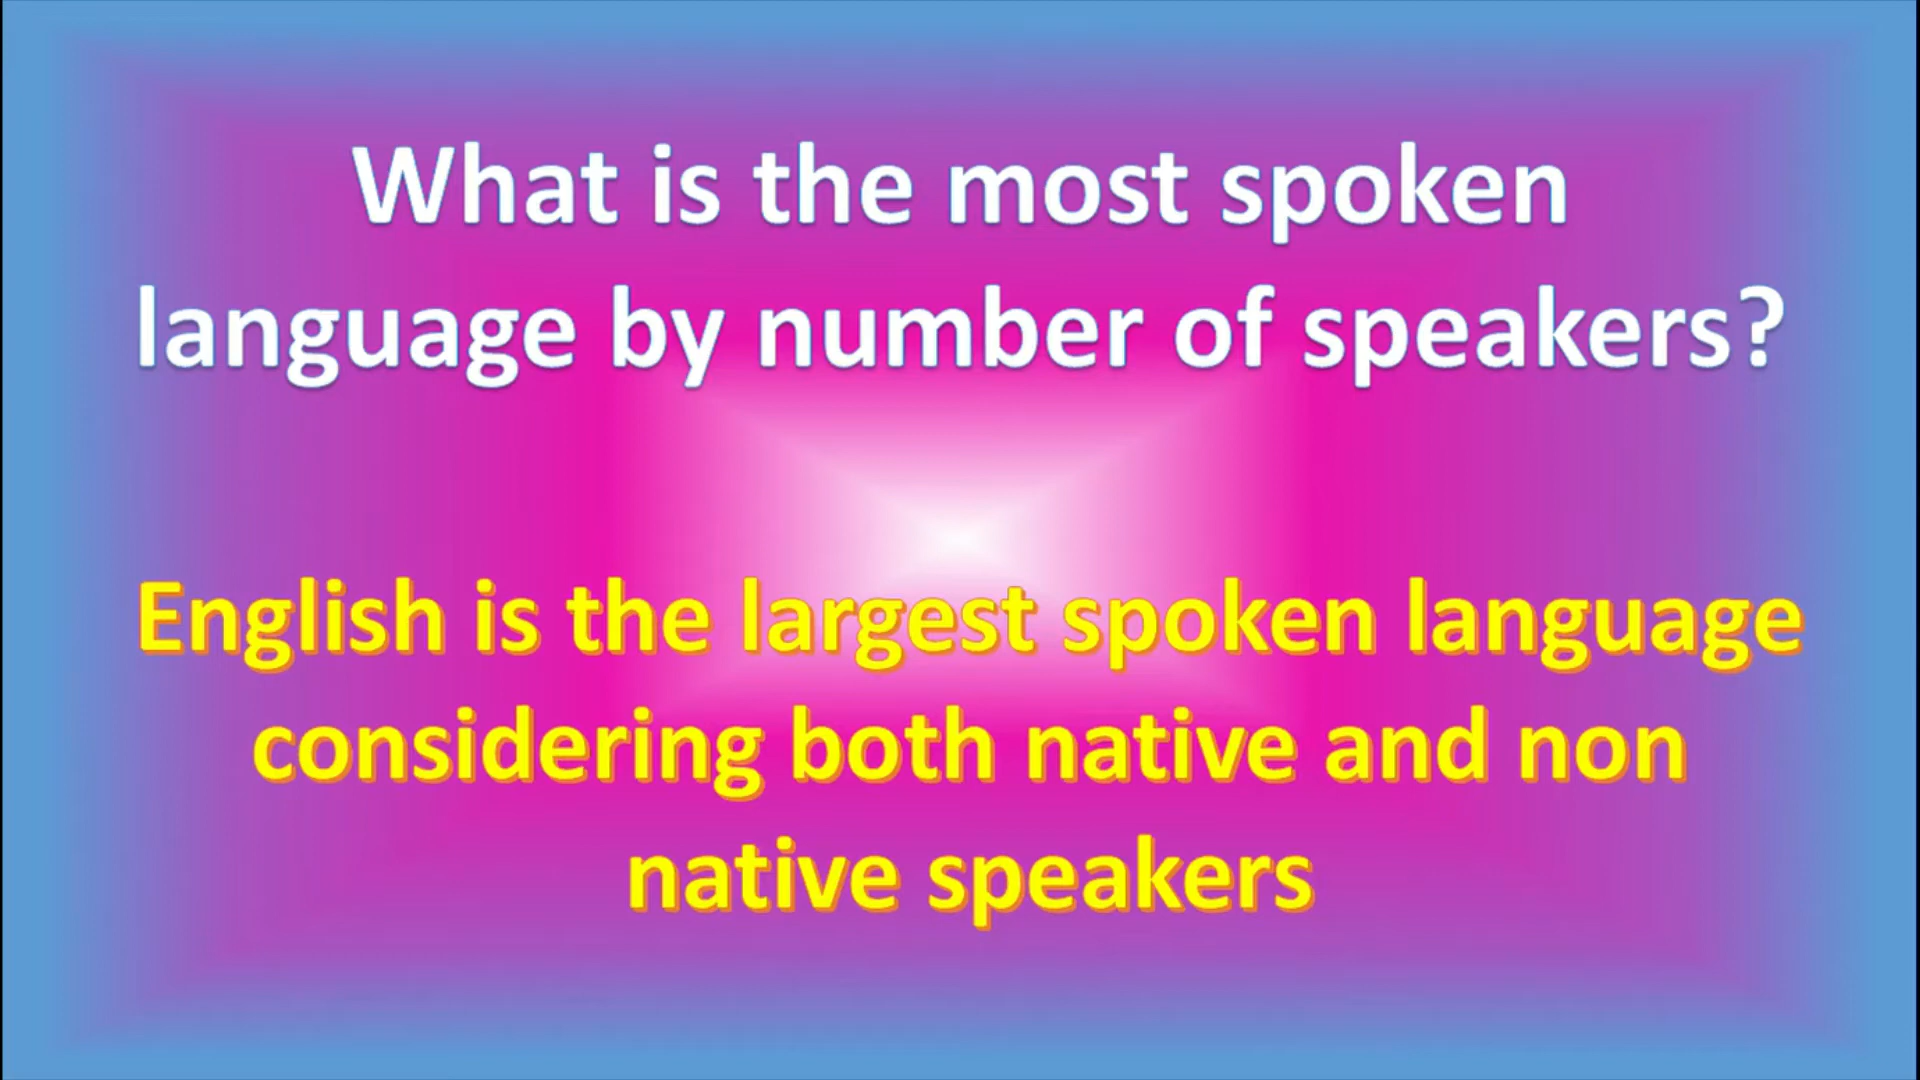 What is the most spoken
language by number of speakers?
English is the largest spoken language
considering both native and non
native speakers